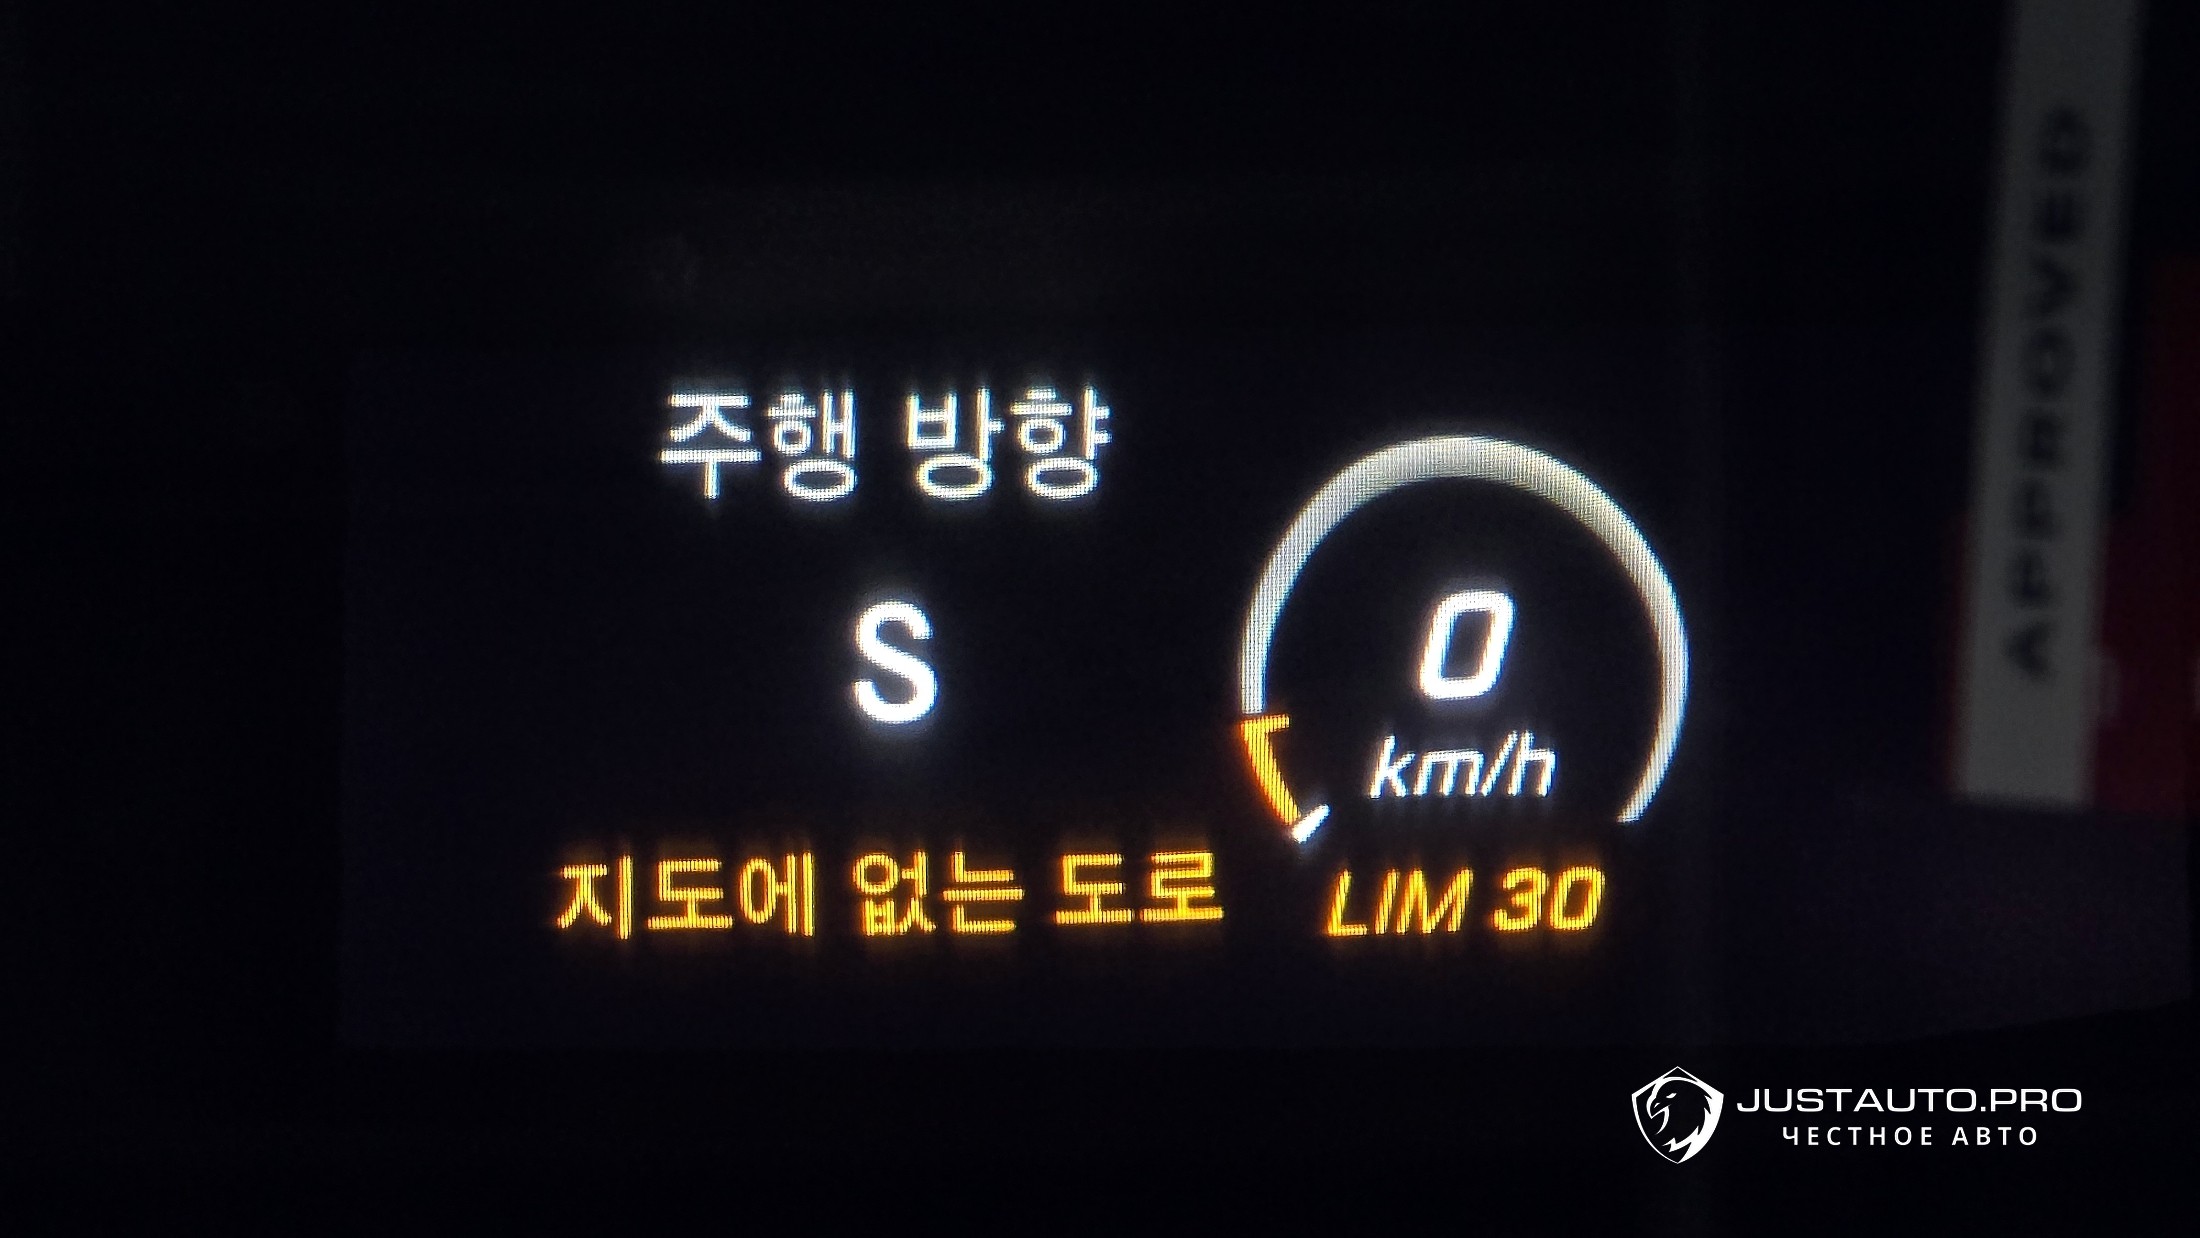 주행 방향
S
0
km/h
지도에 없는 도로
LIM 30
APPROVED
JUSTAUTO.PRO
ЧЕСТНОЕ АВТО